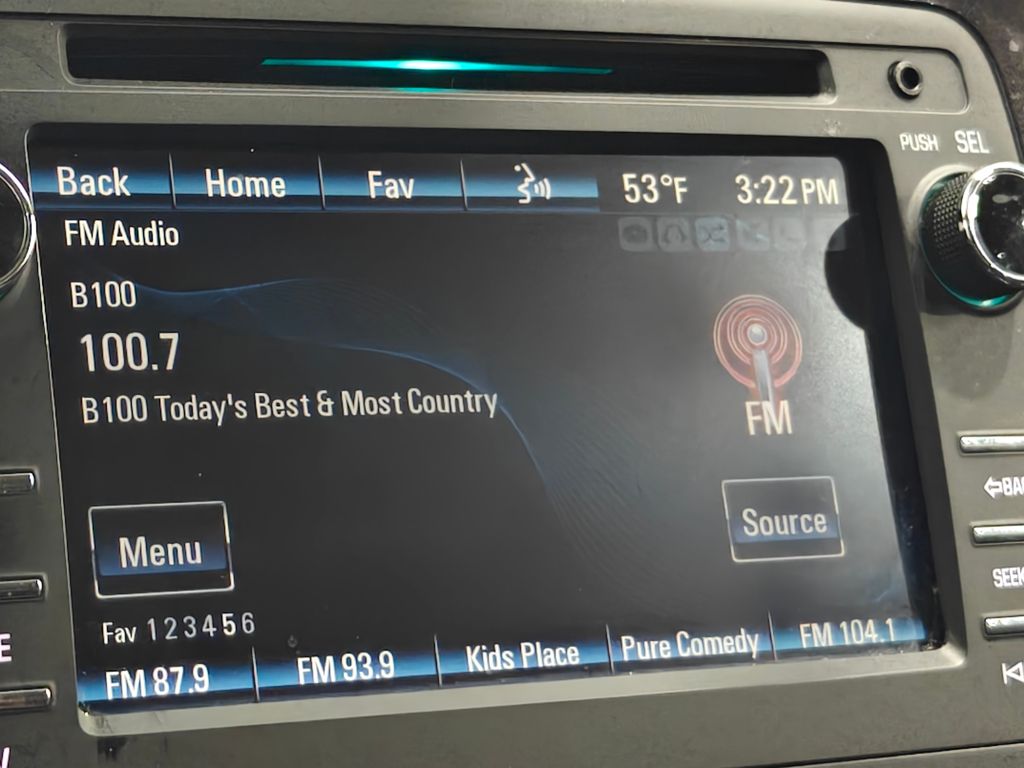 PUSH SEL
Back Home Fav 53°F 3:22 PM
FM Audio
B100
100.7
B100 Today's Best & Most Country
FM
Menu
Source
Fav 1 2 3 4 5 6
FM 87.9 FM 93.9 Kids Place Pure Comedy FM 104.1